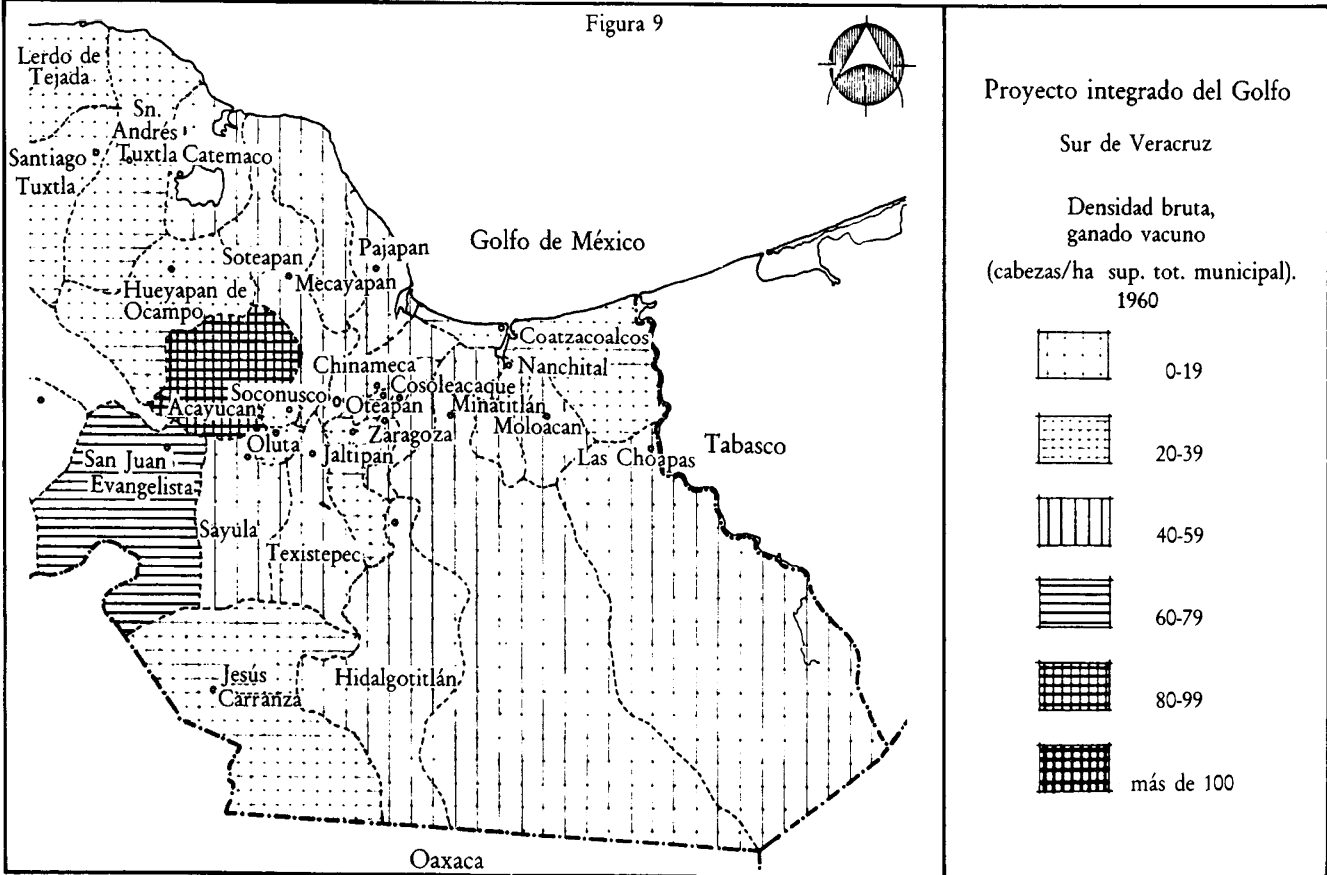 Figura 9
Lerdo de
Tejada
Sn.
Andrés
Tuxtla
Catemaco
Santiago
Tuxtla
Soteapan
Pajapan
Mecayapan
Golfo de México
Hueyapan de
Ocampo
Coatzacoalcos
Nanchital
Chinameca
Cosoleacaque
Soconusco
Oteapan
Minatitlán
Acayucan
Moloacan
Zaragoza
Oluta
Jaltipan
Las Choapas
Tabasco
San Juan
Evangelista
Sayula
Texistepec
Jesús
Carranza
Hidalgotitlán
Oaxaca
Proyecto integrado del Golfo
Sur de Veracruz
Densidad bruta,
ganado vacuno
(cabezas/ha sup. tot. municipal).
1960
0-19
20-39
40-59
60-79
80-99
más de 100